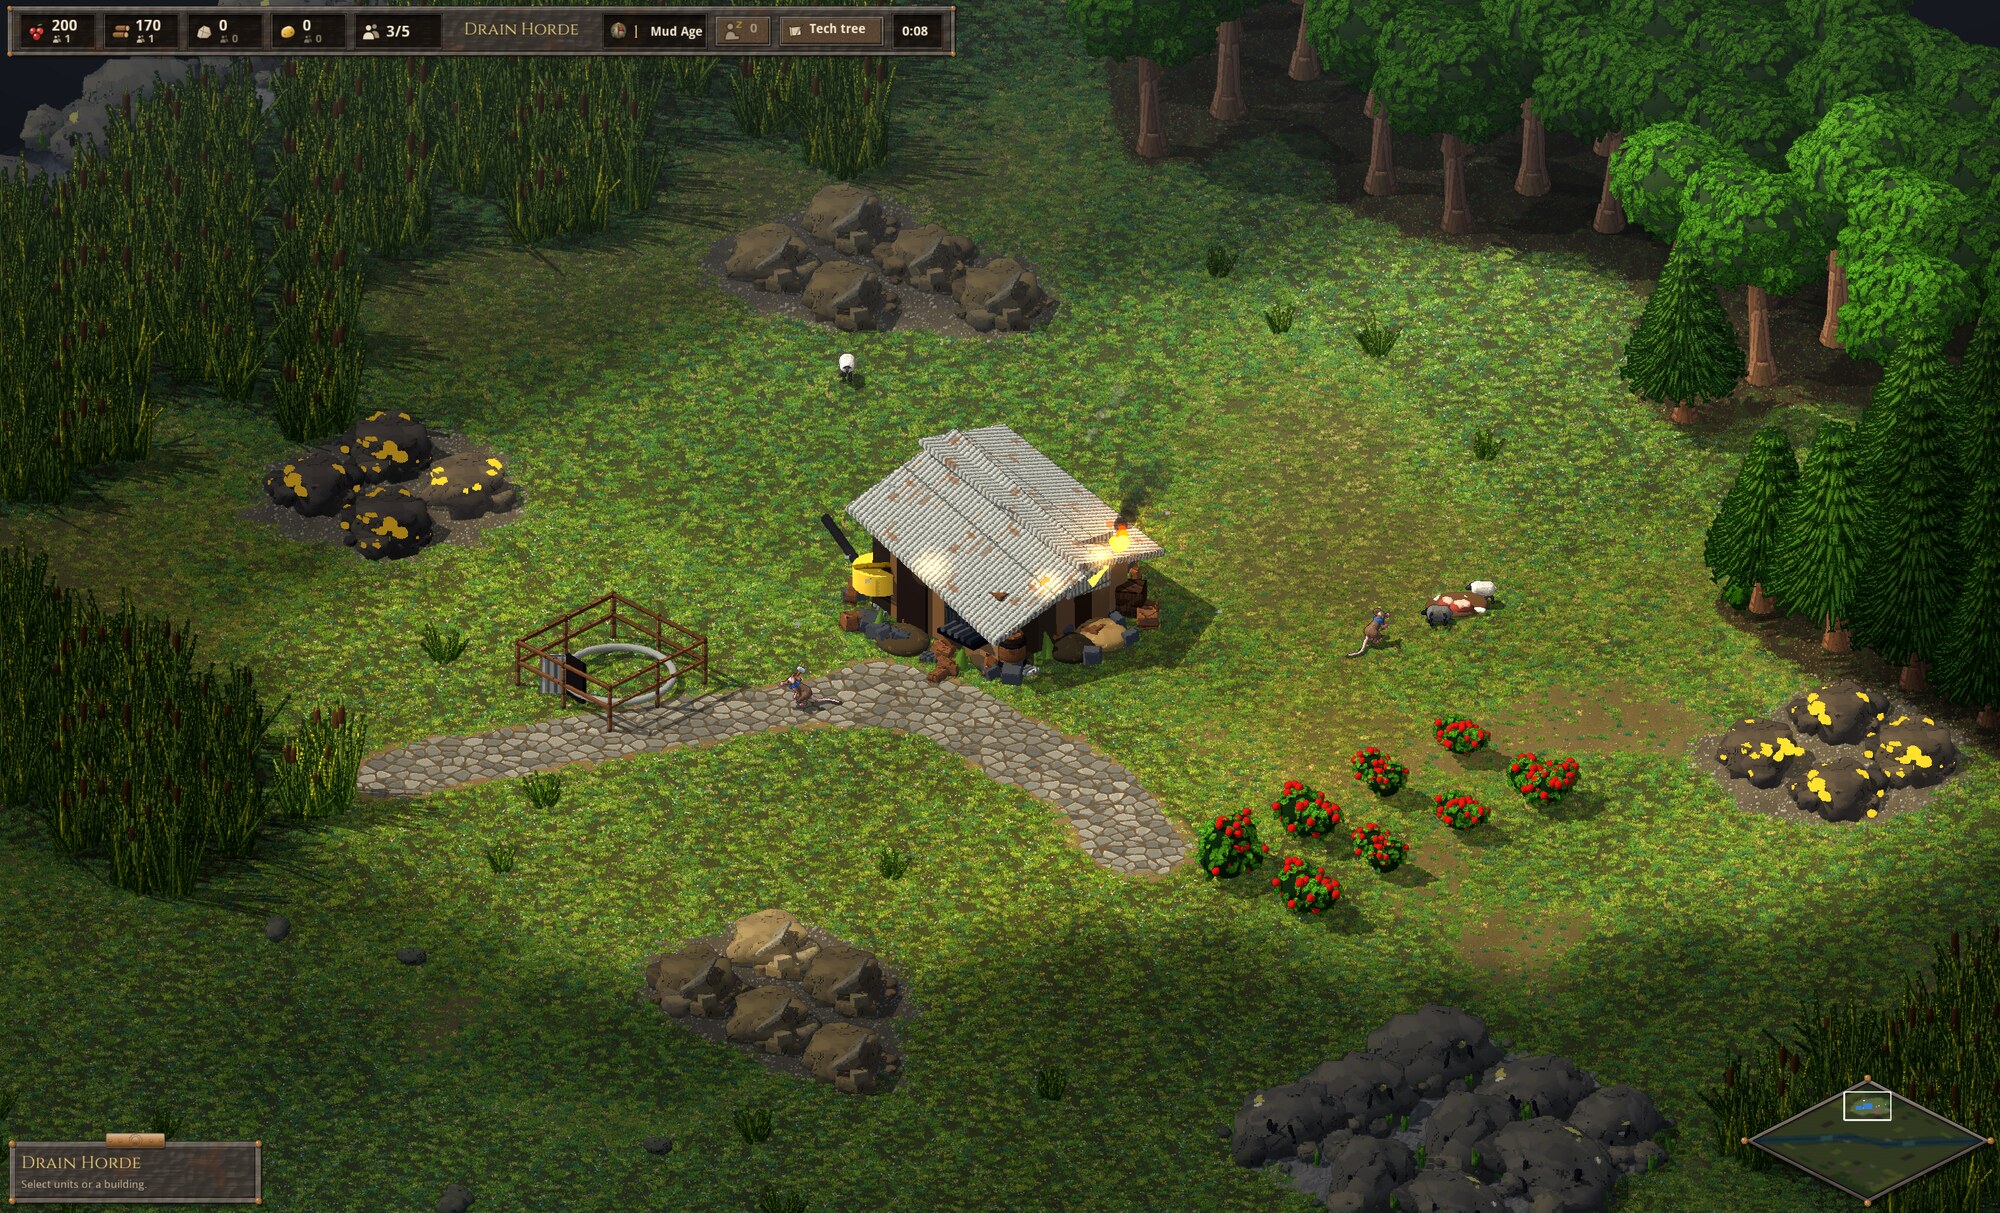 200
1
170
1
0
0
0
0
3/5
DRAIN HORDE
I Mud Age
0
Tech tree
0:08
DRAIN HORDE
Select units or a building.